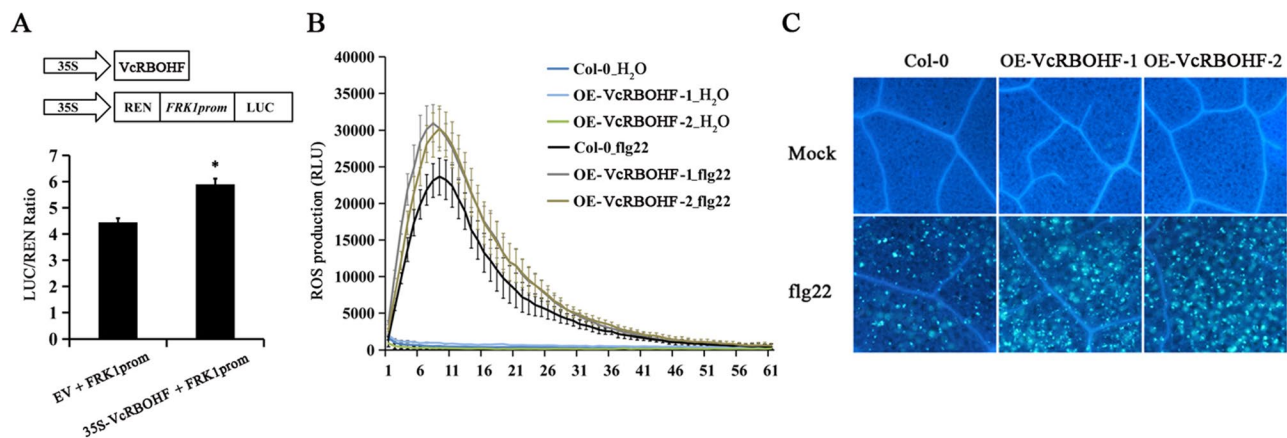 A
35S
VcRBOHF
35S
REN
FRK1prom
LUC
*
LUC/REN Ratio
7
6
5
4
3
2
1
0
EV + FRK1prom
35S-VcRBOHF + FRK1prom
B
ROS production (RLU)
40000
35000
30000
25000
20000
15000
10000
5000
0
1 6 11 16 21 26 31 36 41 46 51 56 61
Col-0_H2O
OE-VcRBOHF-1_H2O
OE-VcRBOHF-2_H2O
Col-0_flg22
OE-VcRBOHF-1_flg22
OE-VcRBOHF-2_flg22
C
Col-0 OE-VcRBOHF-1 OE-VcRBOHF-2
Mock
flg22